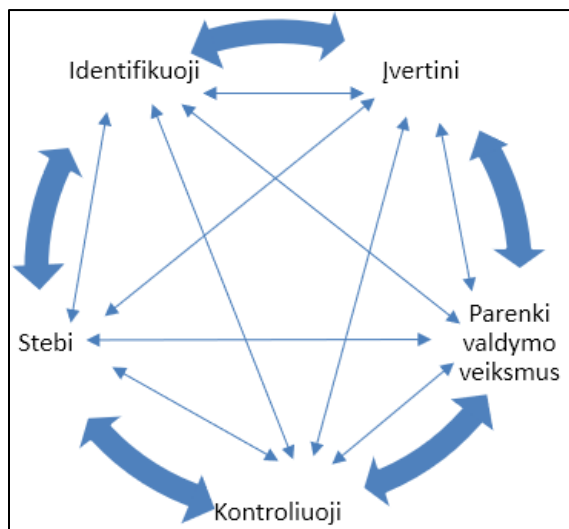 Identifikuoji
Įvertini
Stebi
Parenki
valdymo
veiksmus
Kontroliuoji